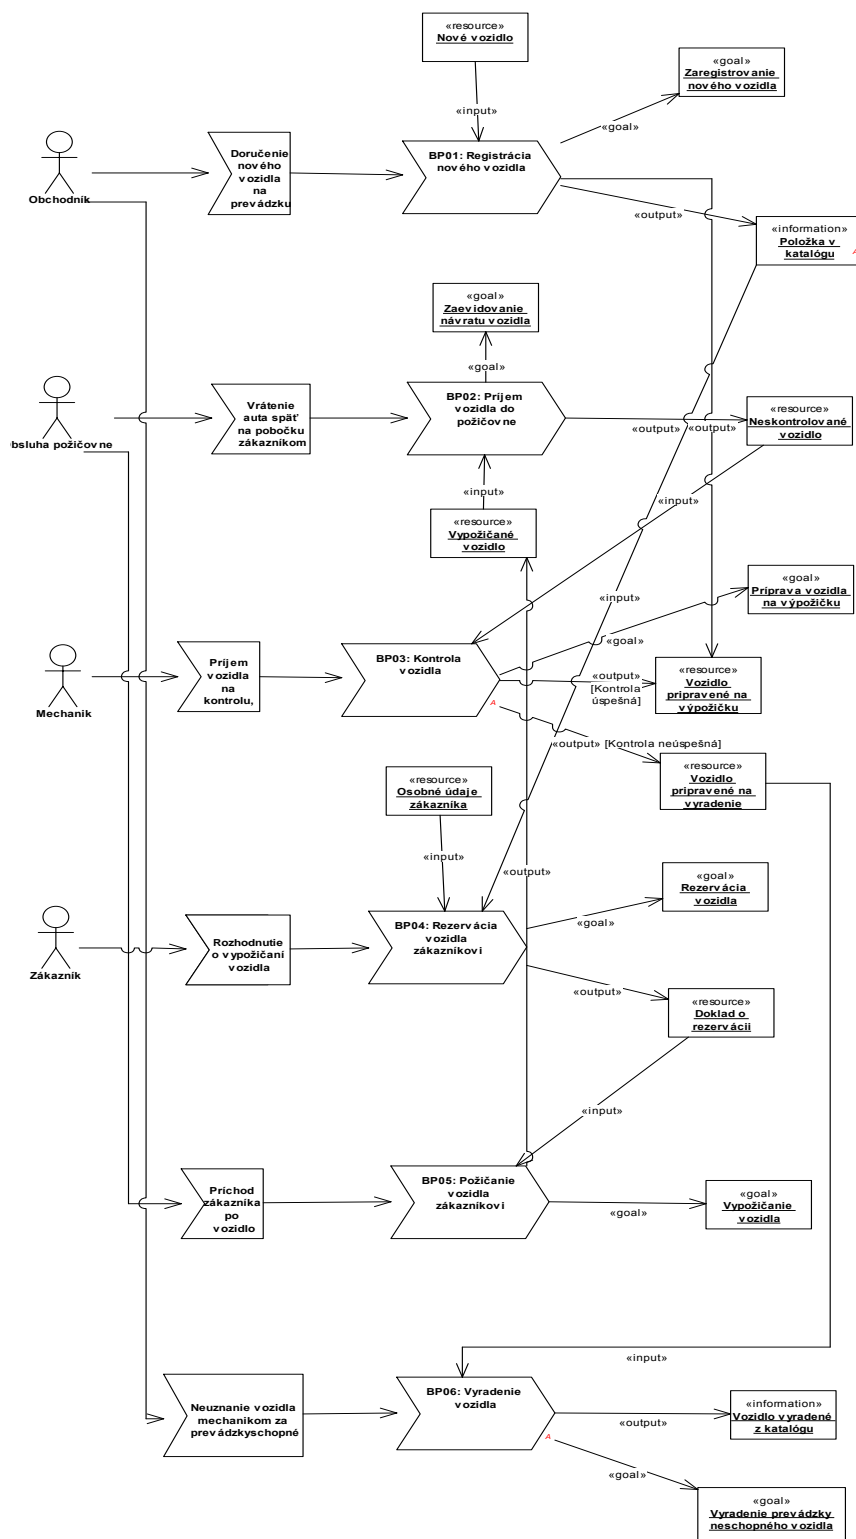 «resource»
Nové vozidlo
«goal»
Zaregistrovanie
nového vozidla
«input»
«goal»
Obchodník
Doručenie
nového
vozidla
na
prevádzku
BP01: Registrácia
nového vozidla
«output»
«information»
Položka v
katalógu
A
«goal»
Zaevidovanie
návratu vozidla
«goal»
bsluha požičovne
Vrátenie
auta späť
na pobočku
zákazníkom
BP02: Príjem
vozidla do
požičovne
«output»
«output»
«resource»
Neskontrolované
vozidlo
«input»
«input»
«resource»
Vypožičané
vozidlo
«goal»
Príprava vozidla
na výpožičku
«input»
«goal»
Mechanik
Príjem
vozidla
na
kontrolu,
BP03: Kontrola
vozidla
A
«output»
[Kontrola
úspešná]
«resource»
Vozidlo
pripravené na
výpožičku
«output» [Kontrola neúspešná]
«resource»
Vozidlo
pripravené na
vyradenie
«resource»
Osobné údaje
zákazníka
«input»
«output»
«goal»
Rezervácia
vozidla
Zákazník
Rozhodnutie
o vypožičaní
vozidla
BP04: Rezervácia
vozidla
zákazníkovi
«goal»
«output»
«resource»
Doklad o
rezervácii
«input»
Príchod
zákazníka
po
vozidlo
BP05: Požičanie
vozidla
zákazníkovi
«goal»
«goal»
Vypožičanie
vozidla
«input»
Neuznanie vozidla
mechanikom za
prevádzkyschopné
BP06: Vyradenie
vozidla
A
«output»
«information»
Vozidlo vyradené
z katalógu
«goal»
«goal»
Vyradenie prevádzky
neschopného vozidla